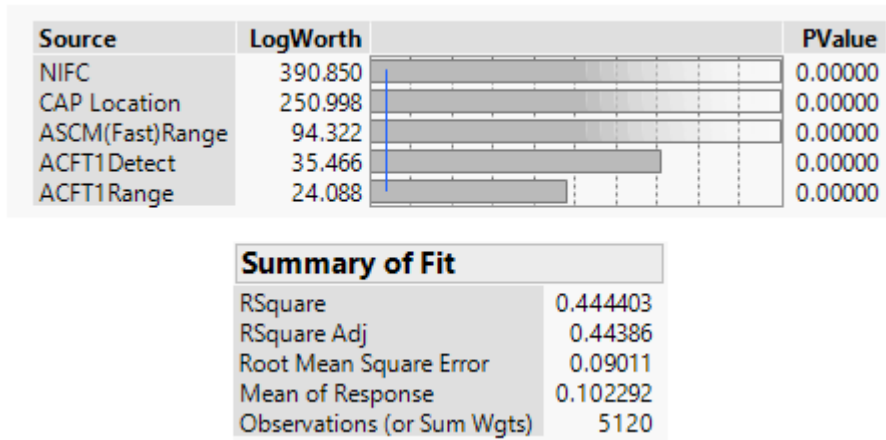 Source LogWorth PValue
NIFC 390.850 0.00000
CAP Location 250.998 0.00000
ASCM(Fast)Range 94.322 0.00000
ACFT1Detect 35.466 0.00000
ACFT1Range 24.088 0.00000
Summary of Fit
RSquare 0.444403
RSquare Adj 0.44386
Root Mean Square Error 0.09011
Mean of Response 0.102292
Observations (or Sum Wgts) 5120